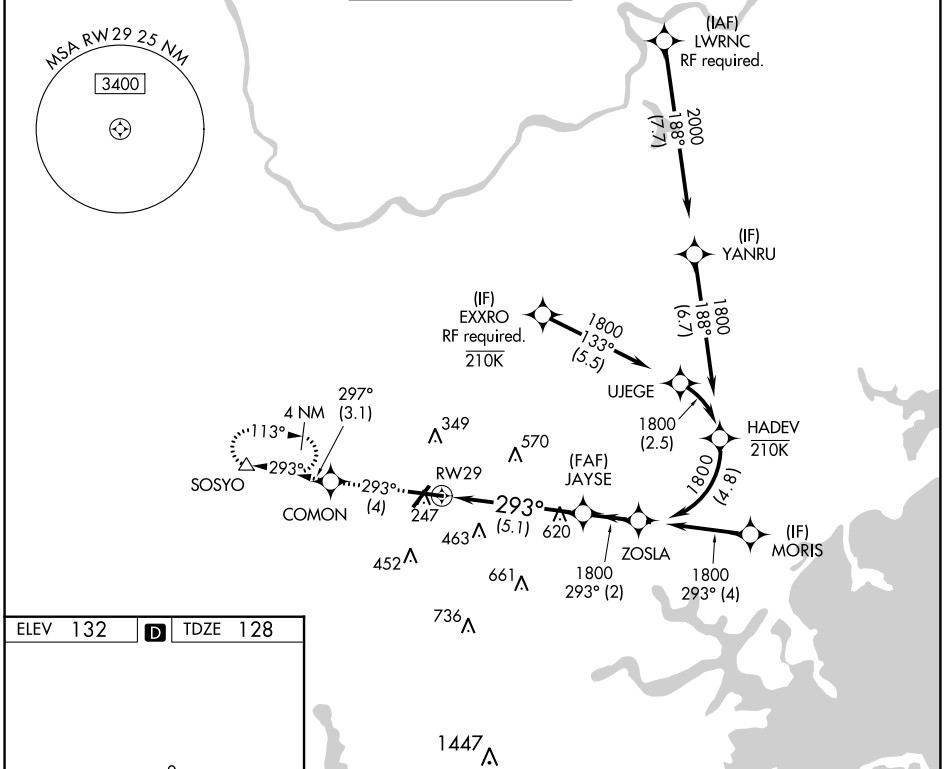 MSA RW29 25 NM
3400
(IAF)
LWRNC
RF required.
2000
188°
(7.7)
(IF)
YANRU
1800
188°
(6.7)
(IF)
EXXRO
RF required.
210K
1800
133°
(5.5)
UJEGE
1800
(2.5)
HADEV
210K
1800
(4.8)
297°
(3.1)
4 NM
113°
293°
SOSYO
COMON
293°
(4)
349
570
RW29
247
463
452
661
736
293°
(5.1)
620
(FAF)
JAYSE
ZOSLA
1800
293° (2)
(IF)
MORIS
1800
293° (4)
ELEV 132
D
TDZE 128
1447